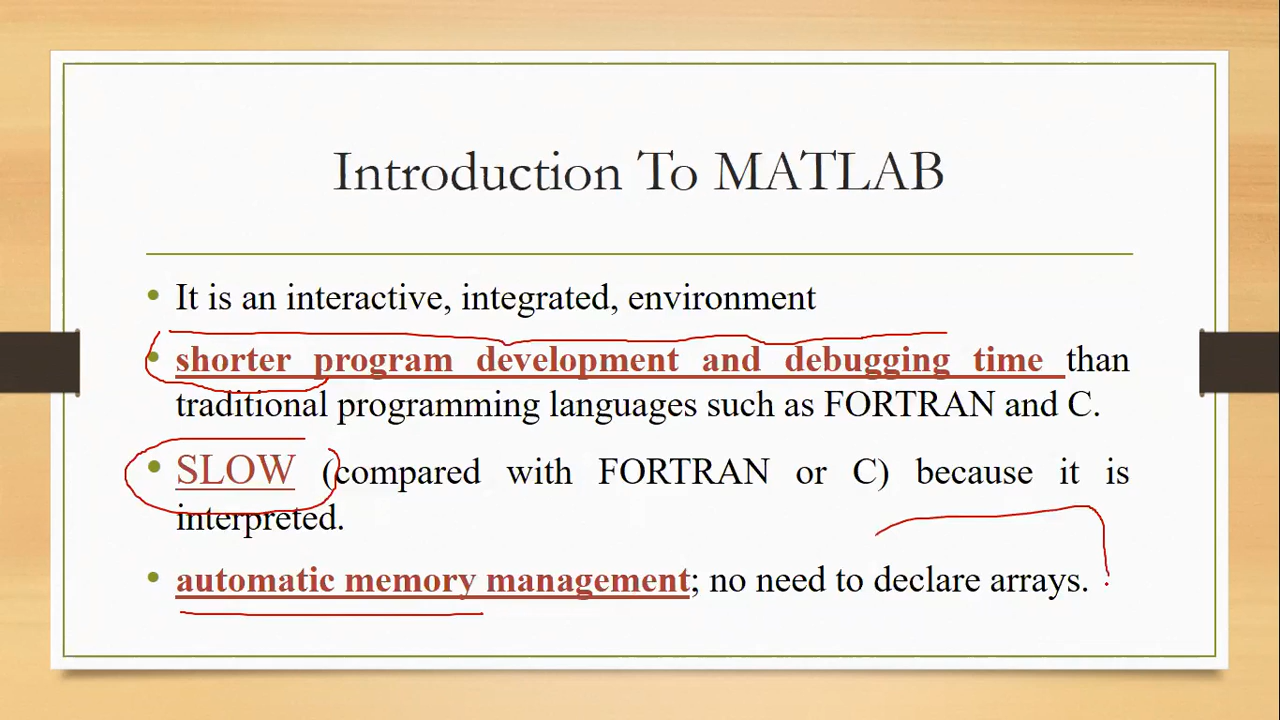 Introduction To MATLAB
• It is an interactive, integrated, environment
• shorter program development and debugging time than
traditional programming languages such as FORTRAN and C.
• SLOW (compared with FORTRAN or C) because it is
interpreted.
• automatic memory management; no need to declare arrays.